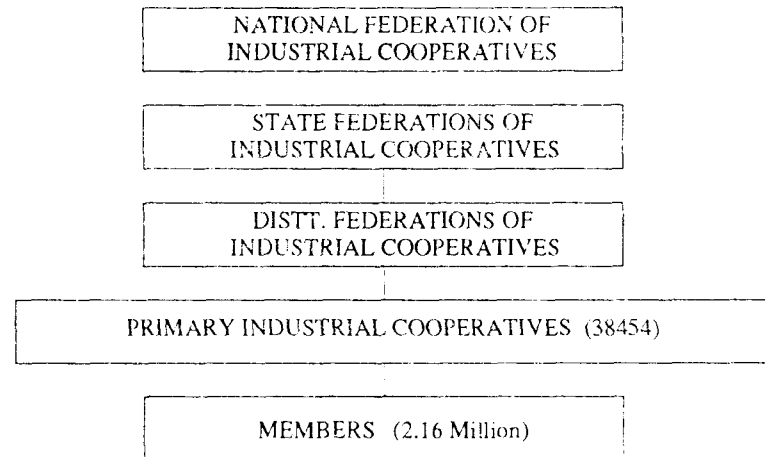 NATIONAL FEDERATION OF
INDUSTRIAL COOPERATIVES
STATE FEDERATIONS OF
INDUSTRIAL COOPERATIVES
DISTT. FEDERATIONS OF
INDUSTRIAL COOPERATIVES
PRIMARY INDUSTRIAL COOPERATIVES (38454)
MEMBERS (2.16 Million)